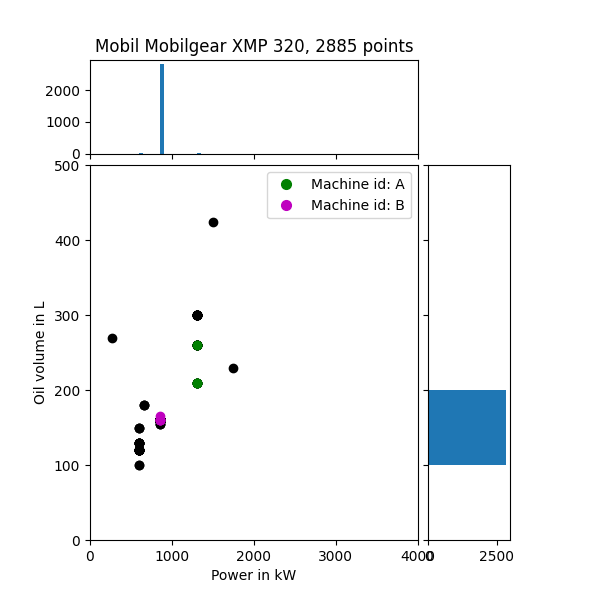 Mobil Mobilgear XMP 320, 2885 points
2000
1000
0
500
Machine id: A
Machine id: B
400
300
Oil volume in L
200
100
0
0 1000 2000 3000 4000 0 2500
Power in kW